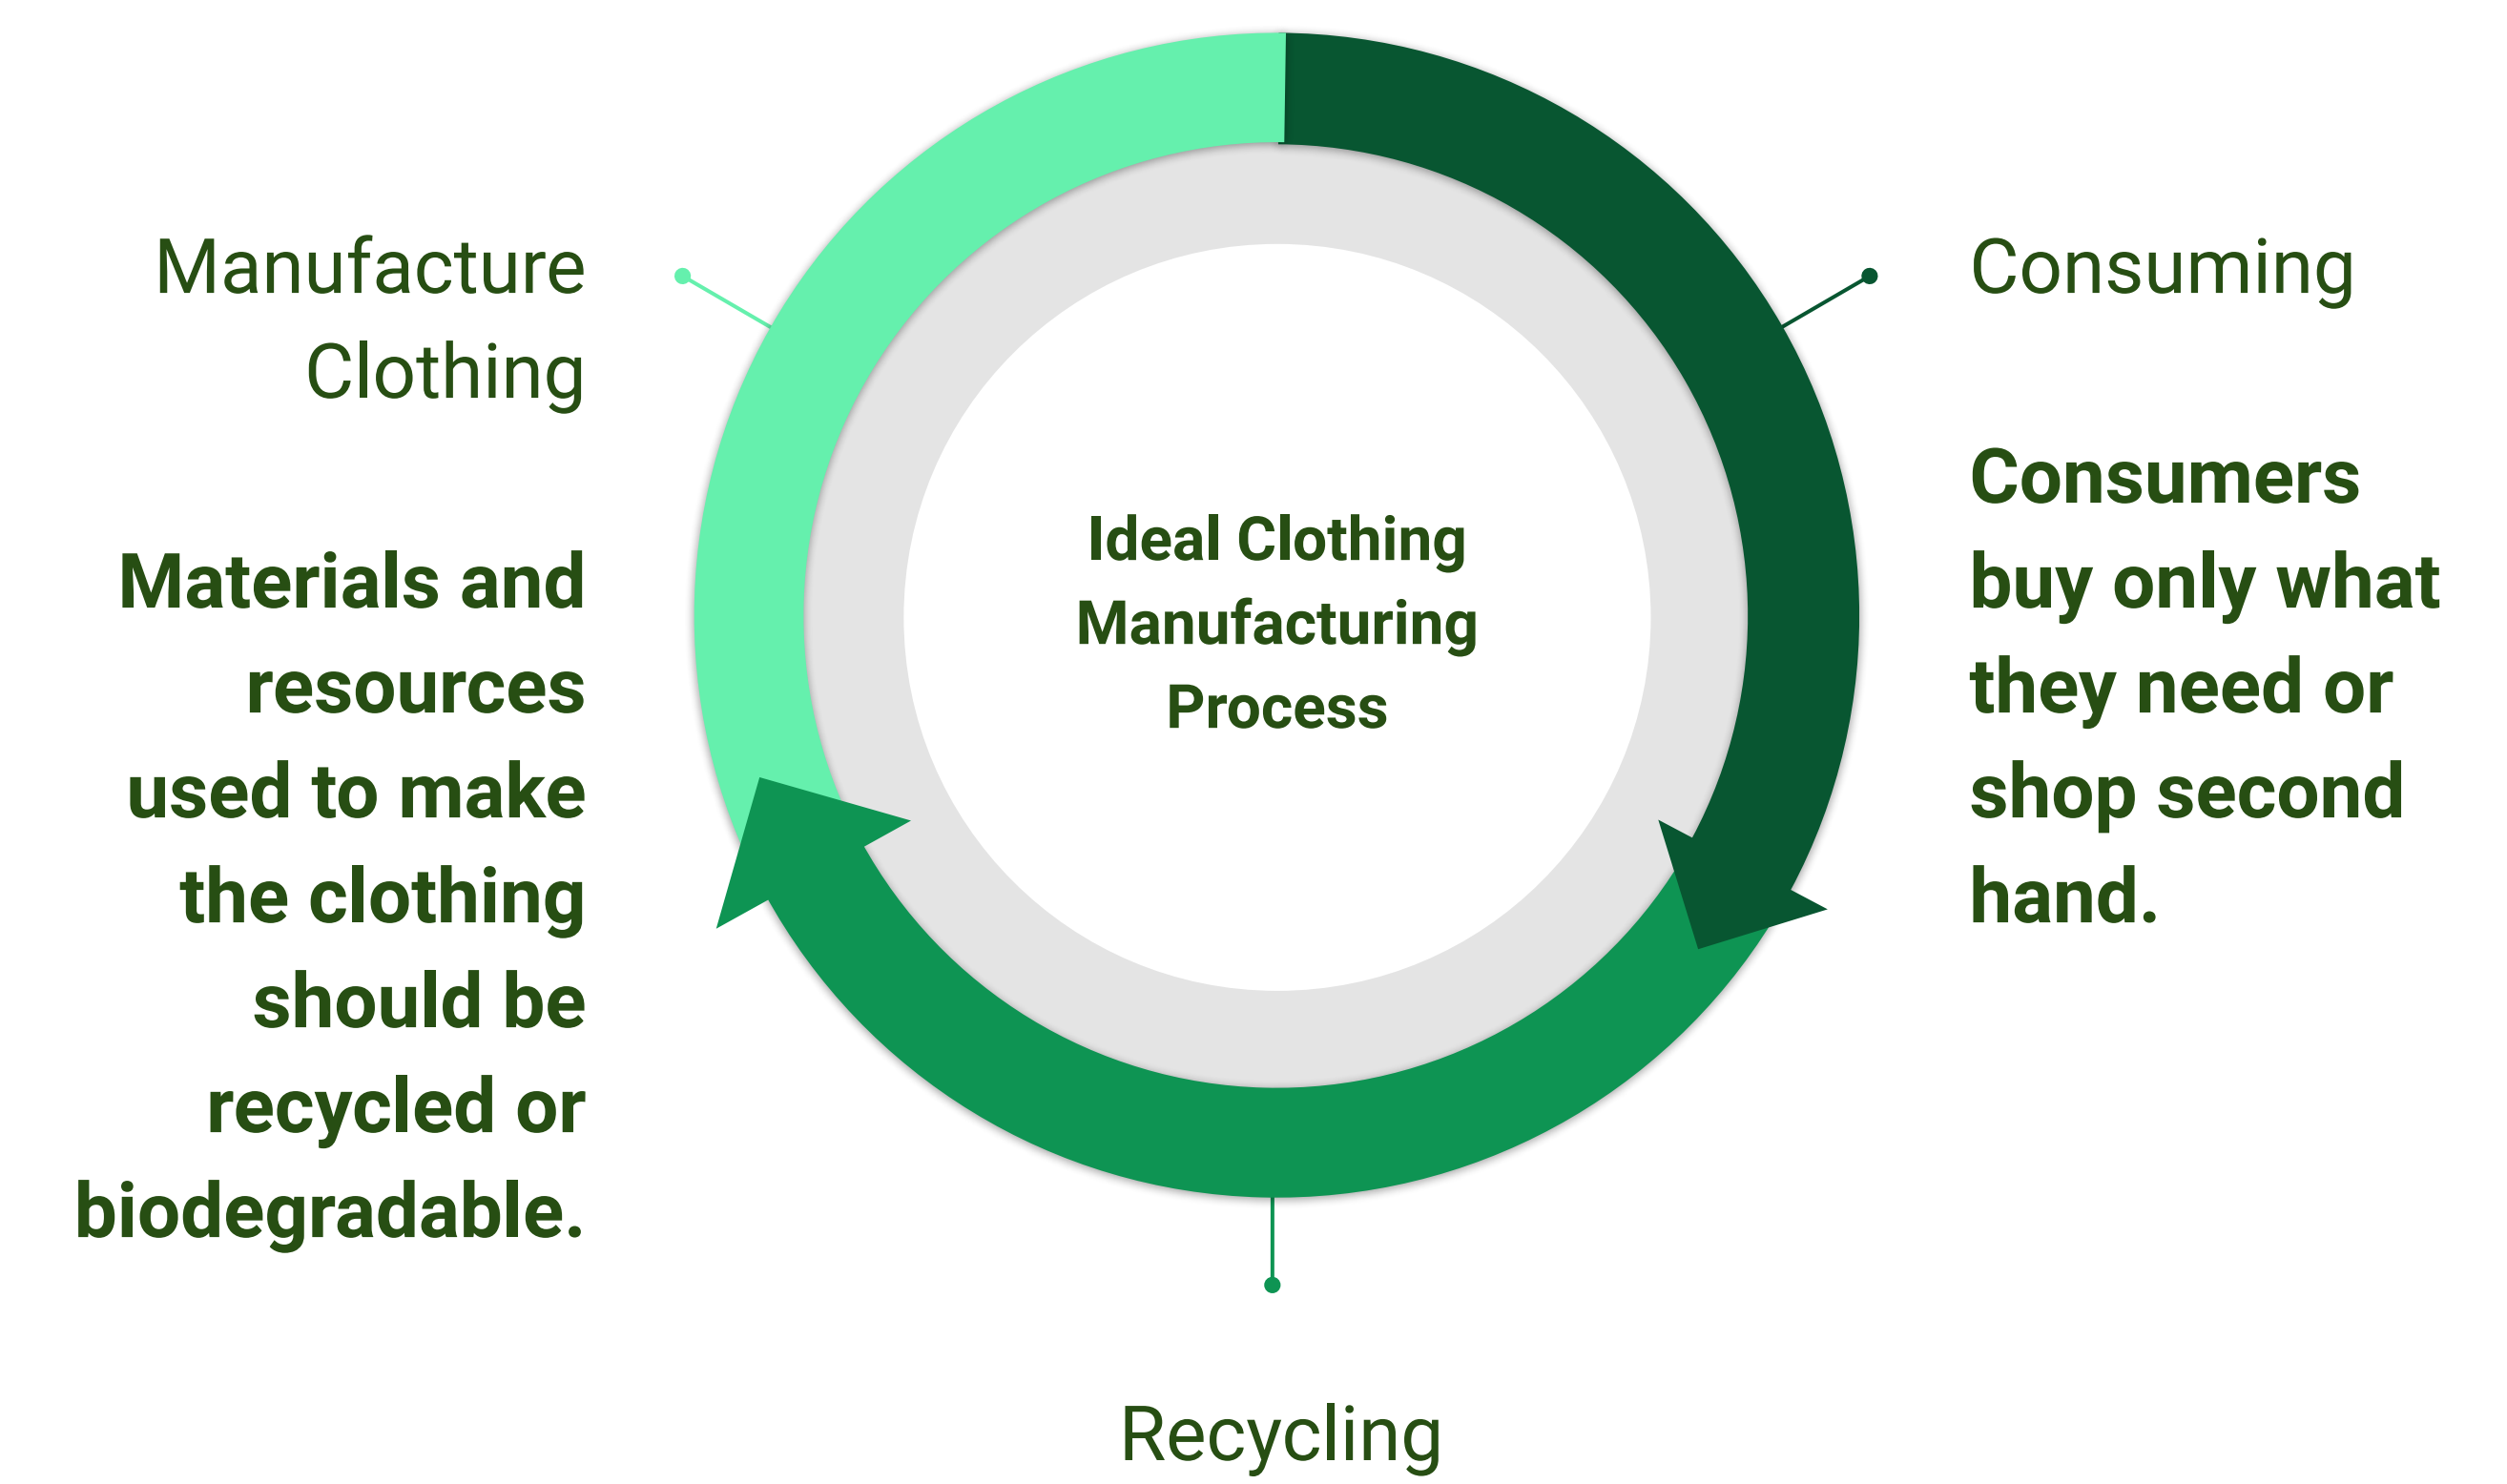 Manufacture
Clothing
Materials and
resources
used to make
the clothing
should be
recycled or
biodegradable.
Ideal Clothing
Manufacturing
Process
Consuming
Consumers
buy only what
they need or
shop second
hand.
Recycling